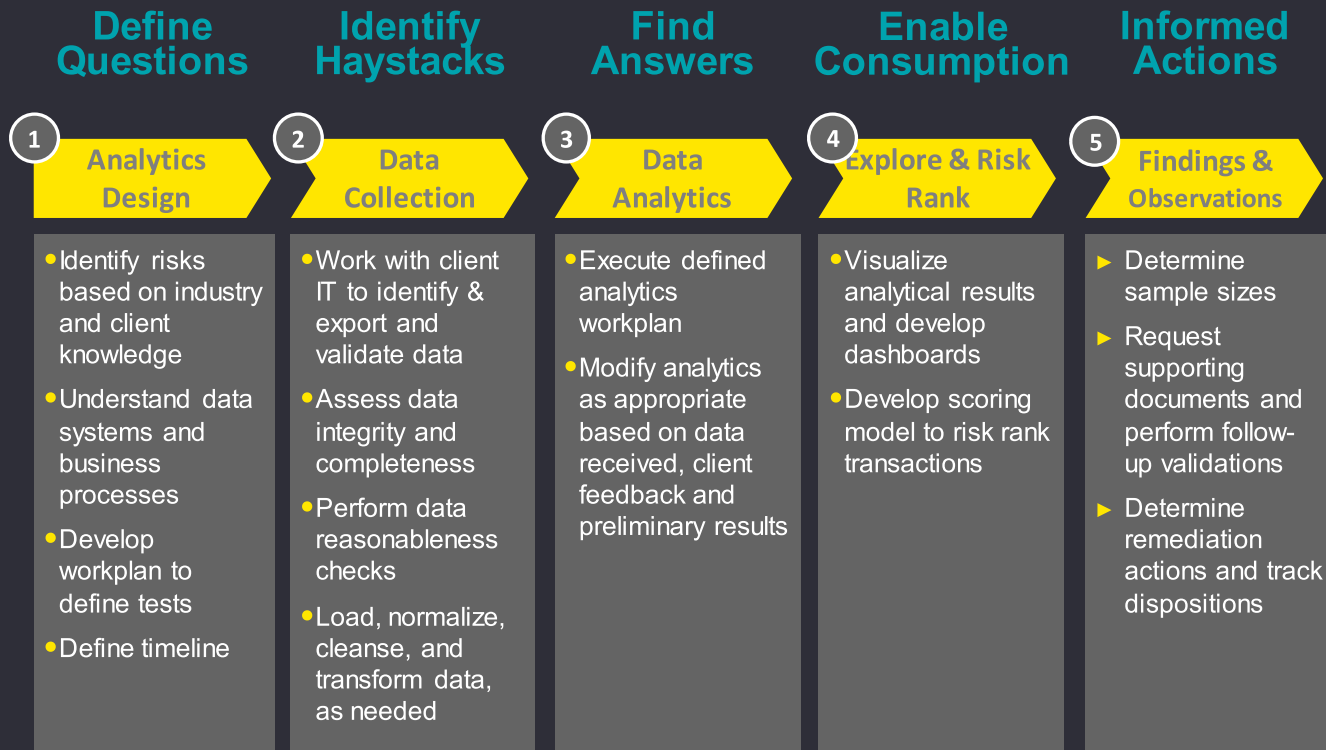 Define
Questions
Identify
Haystacks
Find
Answers
Enable
Consumption
Informed
Actions
1
Analytics
Design
2
Data
Collection
3
Data
Analytics
4
Explore & Risk
Rank
5
Findings &
Observations
•Identify risks
based on industry
and client
knowledge
•Understand data
systems and
business
processes
•Develop
workplan to
define tests
•Define timeline
•Work with client
IT to identify &
export and
validate data
•Assess data
integrity and
completeness
•Perform data
reasonableness
checks
•Load, normalize,
cleanse, and
transform data,
as needed
•Execute defined
analytics
workplan
•Modify analytics
as appropriate
based on data
received, client
feedback and
preliminary results
•Visualize
analytical results
and develop
dashboards
•Develop scoring
model to risk rank
transactions
► Determine
sample sizes
► Request
supporting
documents and
perform follow-
up validations
► Determine
remediation
actions and track
dispositions